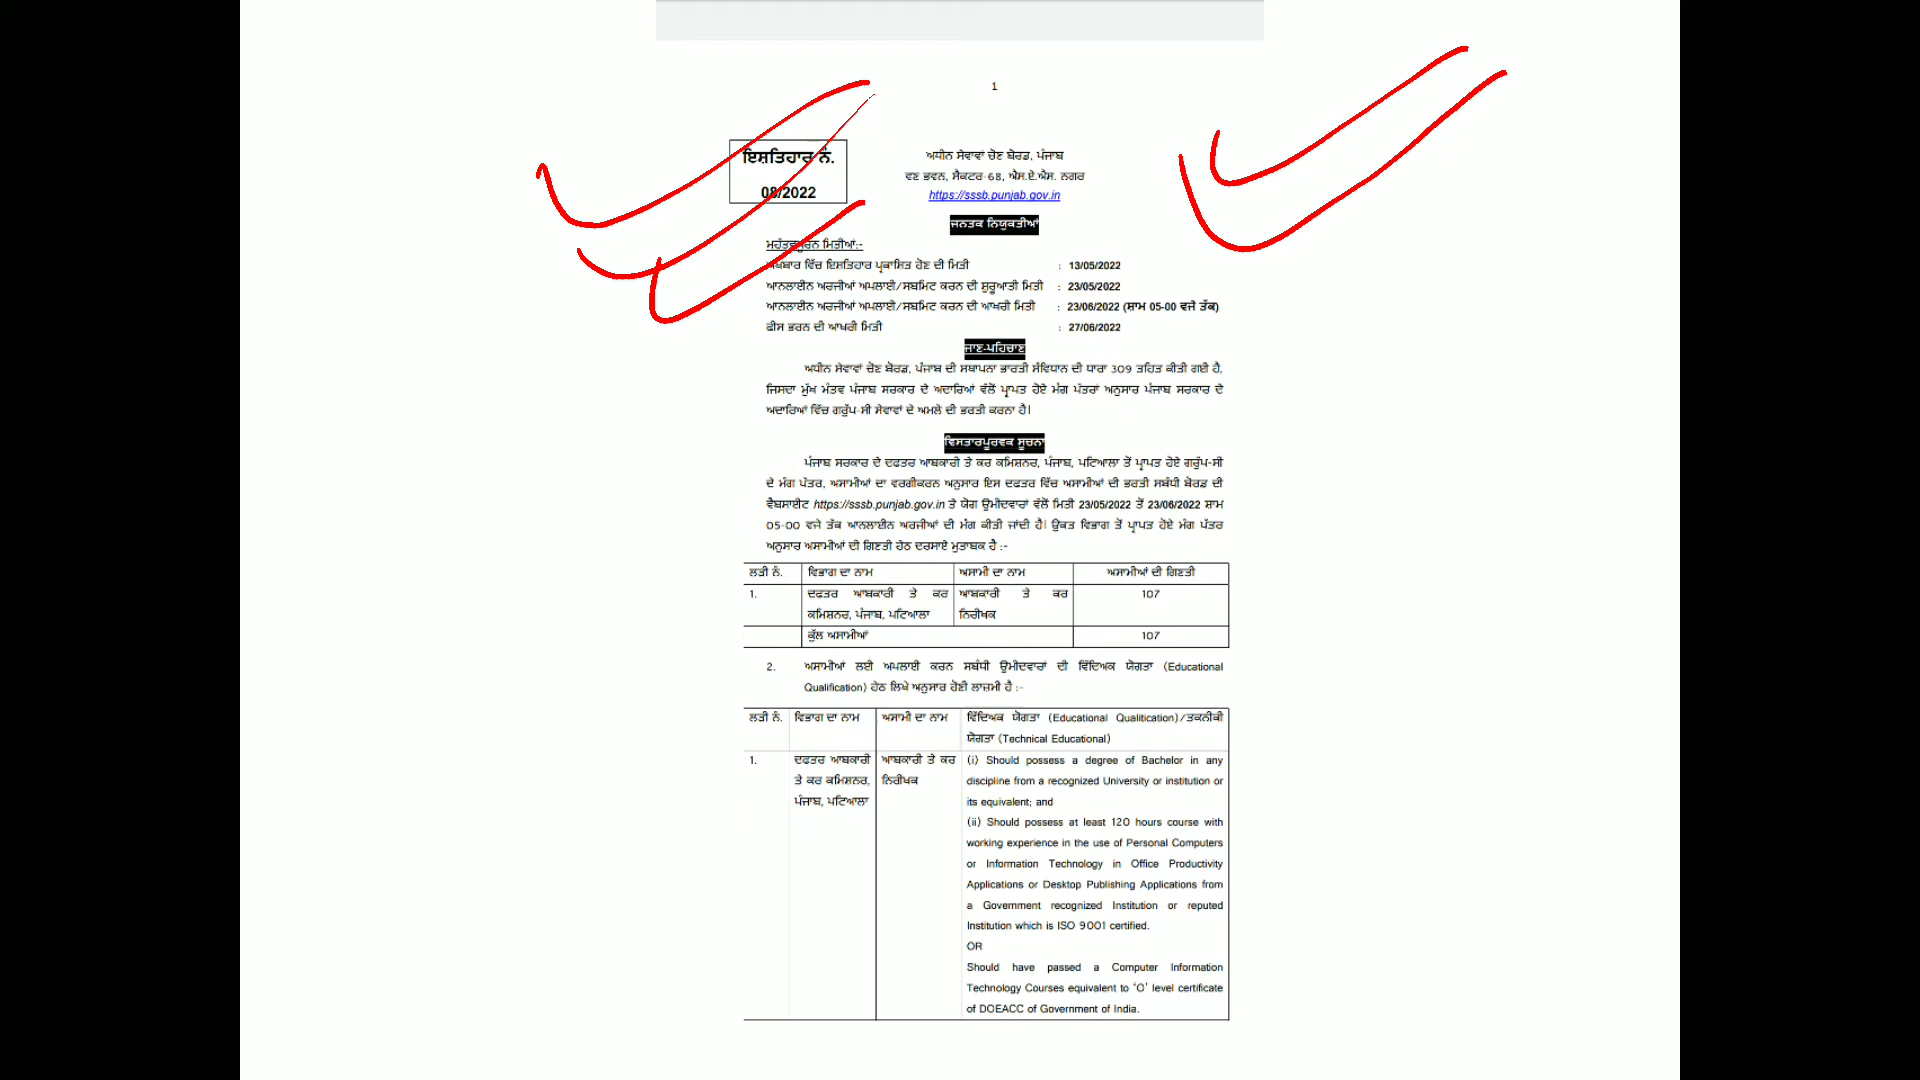 1
ਇਸ਼ਤਿਹਾਰ ਨੰ.
08/2022
ਅਧੀਨ ਸੇਵਾਵਾਂ ਚੋਣ ਬੋਰਡ, ਪੰਜਾਬ
ਵਣ ਭਵਨ, ਸੈਕਟਰ-68, ਐਸ.ਏ.ਐਸ. ਨਗਰ
https://sssb.punjab.gov.in
ਜਨਤਕ ਨਿਯੁਕਤੀਆਂ
ਮਹੱਤਵਪੂਰਨ ਮਿਤੀਆਂ:-
ਅਖਬਾਰ ਵਿੱਚ ਇਸ਼ਤਿਹਾਰ ਪ੍ਰਕਾਸ਼ਿਤ ਹੋਣ ਦੀ ਮਿਤੀ : 13/05/2022
ਆਨਲਾਈਨ ਅਰਜੀਆਂ ਅਪਲਾਈ/ਸਬਮਿਟ ਕਰਨ ਦੀ ਸ਼ੁਰੂਆਤੀ ਮਿਤੀ : 23/05/2022
ਆਨਲਾਈਨ ਅਰਜੀਆਂ ਅਪਲਾਈ/ਸਬਮਿਟ ਕਰਨ ਦੀ ਆਖਰੀ ਮਿਤੀ : 23/06/2022 (ਸ਼ਾਮ 05-00 ਵਜੇ ਤੱਕ)
ਫੀਸ ਭਰਨ ਦੀ ਆਖਰੀ ਮਿਤੀ : 27/06/2022
ਜਾਣ-ਪਹਿਚਾਣ
ਅਧੀਨ ਸੇਵਾਵਾਂ ਚੋਣ ਬੋਰਡ, ਪੰਜਾਬ ਦੀ ਸਥਾਪਨਾ ਭਾਰਤੀ ਸੰਵਿਧਾਨ ਦੀ ਧਾਰਾ 309 ਤਹਿਤ ਕੀਤੀ ਗਈ ਹੈ,
ਜਿਸਦਾ ਮੁੱਖ ਮੰਤਵ ਪੰਜਾਬ ਸਰਕਾਰ ਦੇ ਅਦਾਰਿਆਂ ਵੱਲੋਂ ਪ੍ਰਾਪਤ ਹੋਏ ਮੰਗ ਪੱਤਰਾਂ ਅਨੁਸਾਰ ਪੰਜਾਬ ਸਰਕਾਰ ਦੇ
ਅਦਾਰਿਆਂ ਵਿੱਚ ਗਰੁੱਪ-ਸੀ ਸੇਵਾਵਾਂ ਦੇ ਅਮਲੇ ਦੀ ਭਰਤੀ ਕਰਨਾ ਹੈ।
ਵਿਸਤਾਰਪੂਰਵਕ ਸੂਚਨਾ
ਪੰਜਾਬ ਸਰਕਾਰ ਦੇ ਦਫਤਰ ਆਬਕਾਰੀ ਤੇ ਕਰ ਕਮਿਸ਼ਨਰ, ਪੰਜਾਬ, ਪਟਿਆਲਾ ਤੋਂ ਪ੍ਰਾਪਤ ਹੋਏ ਗਰੁੱਪ-ਸੀ
ਦੇ ਮੰਗ ਪੱਤਰ, ਅਸਾਮੀਆਂ ਦਾ ਵਰਗੀਕਰਨ ਅਨੁਸਾਰ ਇਸ ਦਫਤਰ ਵਿੱਚ ਅਸਾਮੀਆਂ ਦੀ ਭਰਤੀ ਸਬੰਧੀ ਬੋਰਡ ਦੀ
ਵੈਬਸਾਈਟ https://sssb.punjab.gov.in ਤੇ ਯੋਗ ਉਮੀਦਵਾਰਾਂ ਵੱਲੋਂ ਮਿਤੀ 23/05/2022 ਤੋਂ 23/06/2022 ਸ਼ਾਮ
05-00 ਵਜੇ ਤੱਕ ਆਨਲਾਈਨ ਅਰਜੀਆਂ ਦੀ ਮੰਗ ਕੀਤੀ ਜਾਂਦੀ ਹੈ। ਉਕਤ ਵਿਭਾਗ ਤੋਂ ਪ੍ਰਾਪਤ ਹੋਏ ਮੰਗ ਪੱਤਰ
ਅਨੁਸਾਰ ਅਸਾਮੀਆਂ ਦੀ ਗਿਣਤੀ ਹੇਠ ਦਰਸਾਏ ਮੁਤਾਬਕ ਹੈ :-
ਲੜੀ ਨੰ. ਵਿਭਾਗ ਦਾ ਨਾਮ ਅਸਾਮੀ ਦਾ ਨਾਮ ਅਸਾਮੀਆਂ ਦੀ ਗਿਣਤੀ
1. ਦਫਤਰ ਆਬਕਾਰੀ ਤੇ ਕਰ ਆਬਕਾਰੀ ਤੇ ਕਰ 107
ਕਮਿਸ਼ਨਰ, ਪੰਜਾਬ, ਪਟਿਆਲਾ ਨਿਰੀਖਕ
ਕੁੱਲ ਅਸਾਮੀਆਂ 107
2. ਅਸਾਮੀਆਂ ਲਈ ਅਪਲਾਈ ਕਰਨ ਸਬੰਧੀ ਉਮੀਦਵਾਰਾਂ ਦੀ ਵਿੱਦਿਅਕ ਯੋਗਤਾ (Educational
Qualification) ਹੇਠ ਲਿਖੇ ਅਨੁਸਾਰ ਹੋਣੀ ਲਾਜ਼ਮੀ ਹੈ :-
ਲੜੀ ਨੰ. ਵਿਭਾਗ ਦਾ ਨਾਮ ਅਸਾਮੀ ਦਾ ਨਾਮ ਵਿੱਦਿਅਕ ਯੋਗਤਾ (Educational Qualitication)/ਤਕਨੀਕੀ
ਯੋਗਤਾ (Technical Educational)
1. ਦਫਤਰ ਆਬਕਾਰੀ ਆਬਕਾਰੀ ਤੇ ਕਰ (i) Should possess a degree of Bachelor in any
ਤੇ ਕਰ ਕਮਿਸ਼ਨਰ, ਨਿਰੀਖਕ discipline from a recognized University or institution or
ਪੰਜਾਬ, ਪਟਿਆਲਾ its equivalent; and
(ii) Should possess at least 120 hours course with
working experience in the use of Personal Computers
or Information Technology in Office Productivity
Applications or Desktop Publishing Applications from
a Government recognized Institution or reputed
Institution which is ISO 9001 certified.
OR
Should have passed a Computer Information
Technology Courses equivalent to 'O' level certificate
of DOEACC of Government of India.